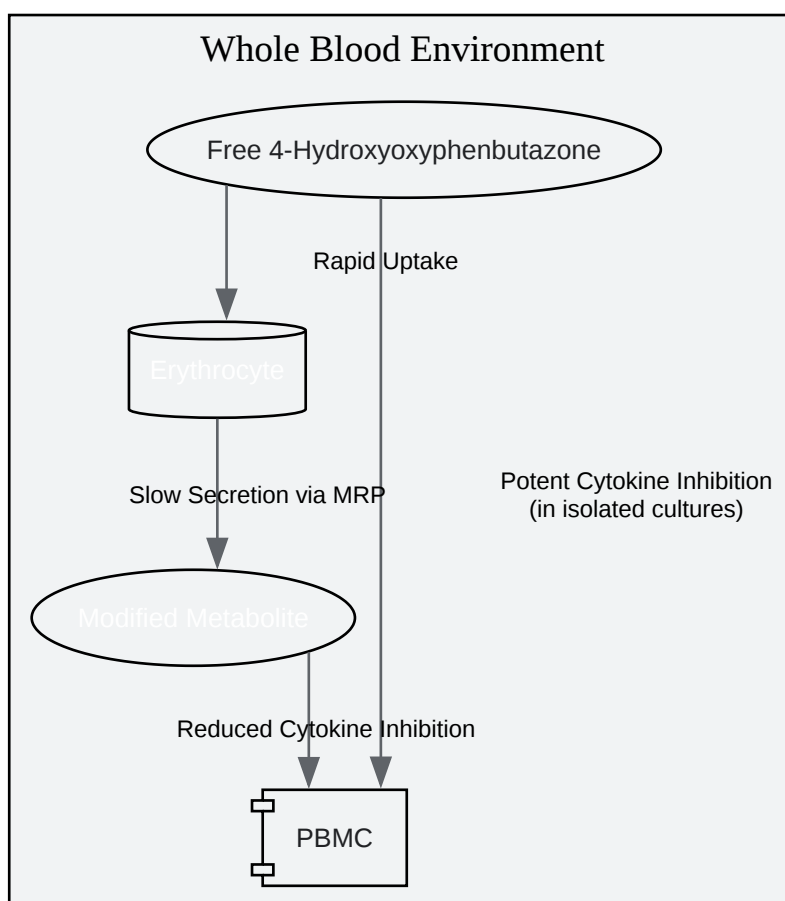 Whole Blood Environment
Free 4-Hydroxyoxyphenbutazone
Rapid Uptake
Erythrocyte
Potent Cytokine Inhibition
(in isolated cultures)
Slow Secretion via MRP
Modified Metabolite
Reduced Cytokine Inhibition
PBMC